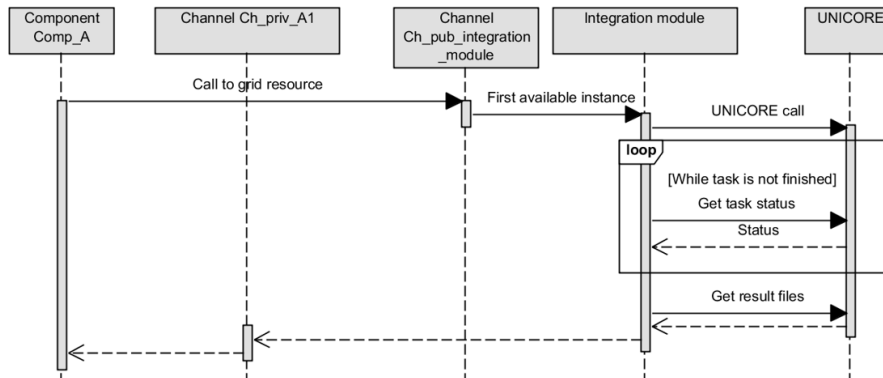 Component
Comp_A
Channel Ch_priv_A1
Channel
Ch_pub_integration
_module
Integration module
UNICORE
Call to grid resource
First available instance
UNICORE call
loop
[While task is not finished]
Get task status
Status
Get result files